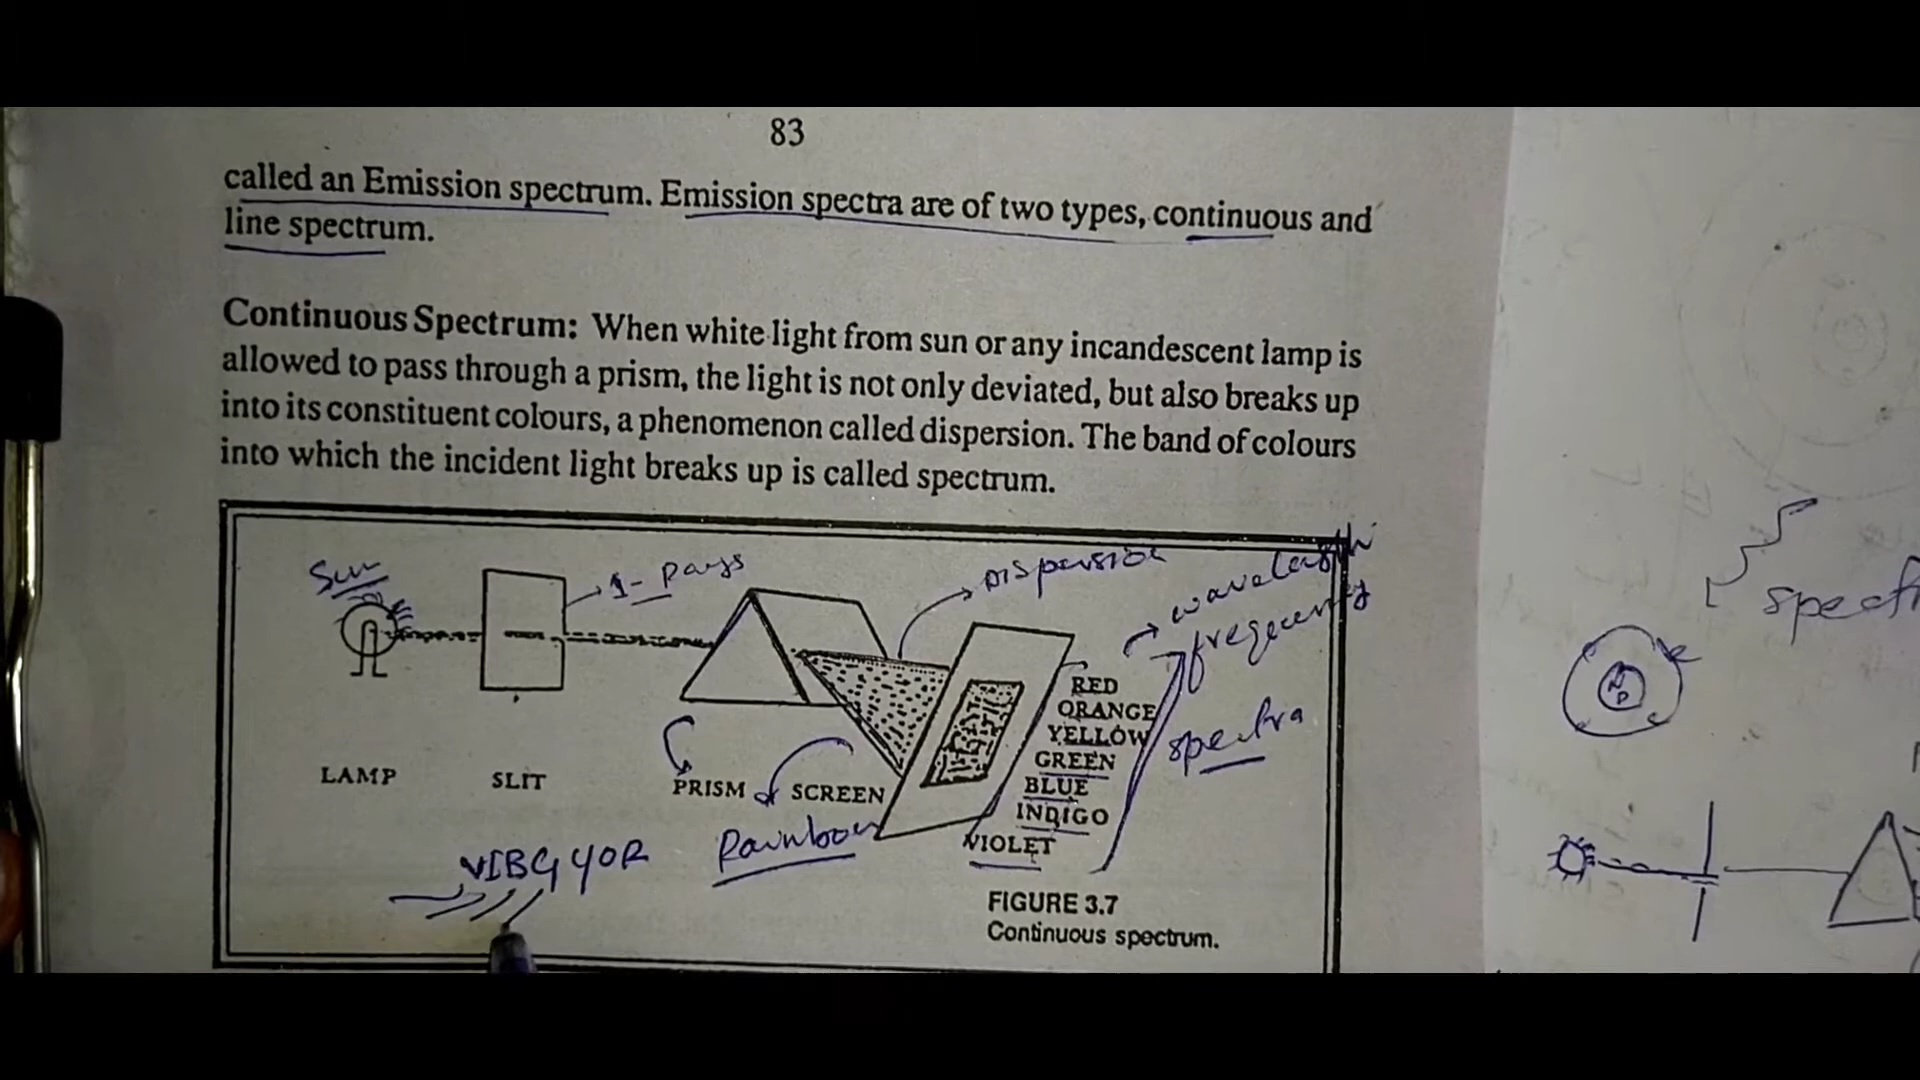 83
called an Emission spectrum. Emission spectra are of two types, continuous and
line spectrum.
Continuous Spectrum: When white light from sun or any incandescent lamp is
allowed to pass through a prism, the light is not only deviated, but also breaks up
into its constituent colours, a phenomenon called dispersion. The band of colours
into which the incident light breaks up is called spectrum.
Sun
1- Rays
Dispersion
wavelength
fregecuency
spectra
RED
ORANGE
YELLOW
GREEN
BLUE
INDIGO
VIOLET
LAMP
SLIT
PRISM
SCREEN
VIBGYOR
Rainbow
FIGURE 3.7
Continuous spectrum.